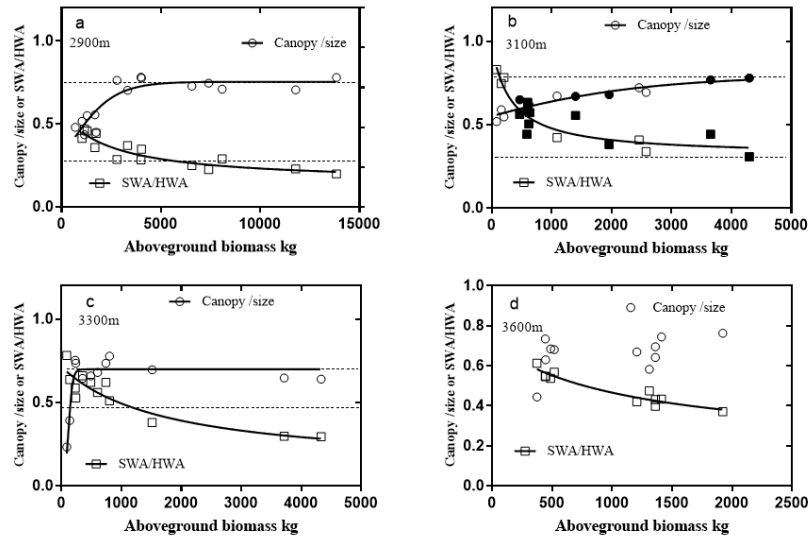 a
2900m
Canopy /size
SWA/HWA
Canopy /size or SWA/HWA
1.0
0.5
0.0
0
5000
10000
15000
Aboveground biomass kg
b
3100m
Canopy /size
SWA/HWA
Canopy /size or SWA/HWA
1.0
0.5
0.0
0
1000
2000
3000
4000
5000
Aboveground biomass kg
c
3300m
Canopy /size
SWA/HWA
Canopy /size or SWA/HWA
1.0
0.5
0.0
0
1000
2000
3000
4000
5000
Aboveground biomass kg
d
3600m
Canopy /size
SWA/HWA
Canopy /size or SWA/HWA
1.0
0.8
0.6
0.4
0.2
0.0
0
500
1000
1500
2000
2500
Aboveground biomass kg